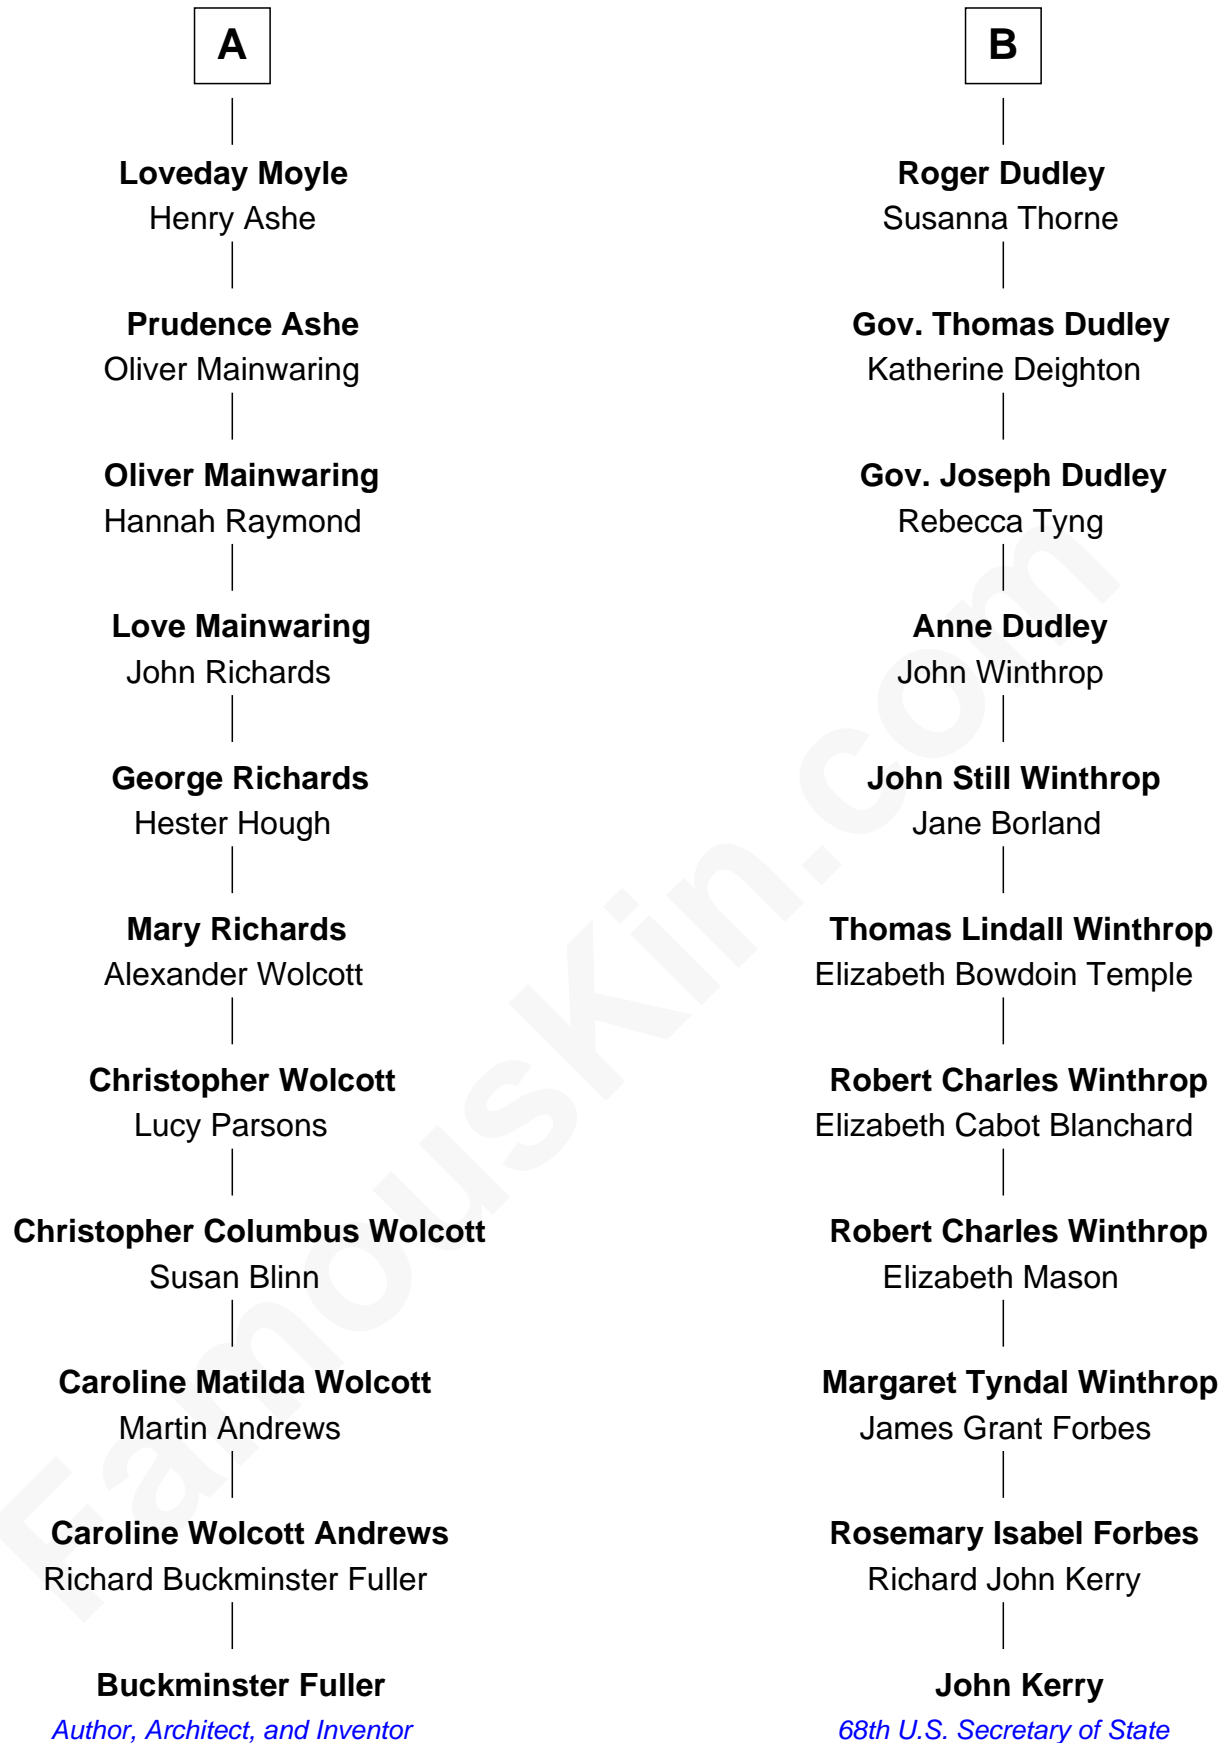 A
Loveday Moyle
Henry Ashe
Prudence Ashe
Oliver Mainwaring
Oliver Mainwaring
Hannah Raymond
Love Mainwaring
John Richards
George Richards
Hester Hough
Mary Richards
Alexander Wolcott
Christopher Wolcott
Lucy Parsons
Christopher Columbus Wolcott
Susan Blinn
Caroline Matilda Wolcott
Martin Andrews
Caroline Wolcott Andrews
Richard Buckminster Fuller
Buckminster Fuller
Author, Architect, and Inventor
B
Roger Dudley
Susanna Thorne
Gov. Thomas Dudley
Katherine Deighton
Gov. Joseph Dudley
Rebecca Tyng
Anne Dudley
John Winthrop
John Still Winthrop
Jane Borland
Thomas Lindall Winthrop
Elizabeth Bowdoin Temple
Robert Charles Winthrop
Elizabeth Cabot Blanchard
Robert Charles Winthrop
Elizabeth Mason
Margaret Tyndal Winthrop
James Grant Forbes
Rosemary Isabel Forbes
Richard John Kerry
John Kerry
68th U.S. Secretary of State
FamousKin.com